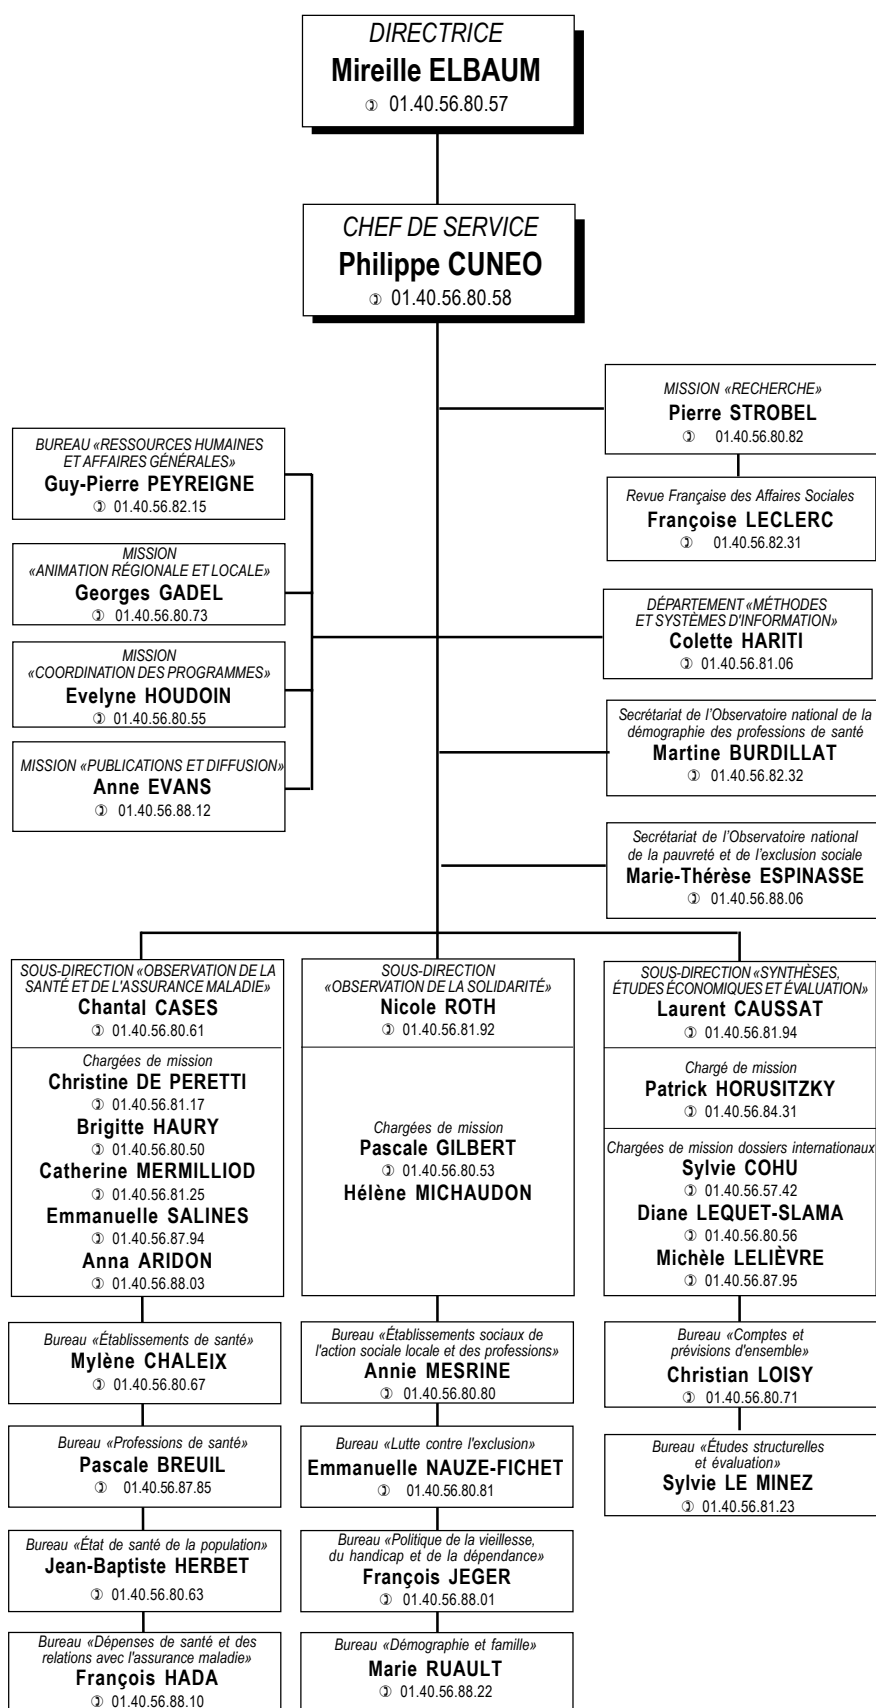 DIRECTRICE
Mireille ELBAUM
01.40.56.80.57
CHEF DE SERVICE
Philippe CUNEO
01.40.56.80.58
MISSION «RECHERCHE»
Pierre STROBEL
01.40.56.80.82
Revue Française des Affaires Sociales
Françoise LECLERC
01.40.56.82.31
BUREAU «RESSOURCES HUMAINES
ET AFFAIRES GÉNÉRALES»
Guy-Pierre PEYREIGNE
01.40.56.82.15
MISSION
«ANIMATION RÉGIONALE ET LOCALE»
Georges GADEL
01.40.56.80.73
MISSION
«COORDINATION DES PROGRAMMES»
Evelyne HOUDOIN
01.40.56.80.55
MISSION «PUBLICATIONS ET DIFFUSION»
Anne EVANS
01.40.56.88.12
DÉPARTEMENT «MÉTHODES
ET SYSTÈMES D'INFORMATION»
Colette HARITI
01.40.56.81.06
Secrétariat de l’Observatoire national de la
démographie des professions de santé
Martine BURDILLAT
01.40.56.82.32
Secrétariat de l’Observatoire national
de la pauvreté et de l’exclusion sociale
Marie-Thérèse ESPINASSE
01.40.56.88.06
SOUS-DIRECTION «OBSERVATION DE LA
SANTÉ ET DE L'ASSURANCE MALADIE»
Chantal CASES
01.40.56.80.61
Chargées de mission
Christine DE PERETTI
01.40.56.81.17
Brigitte HAURY
01.40.56.80.50
Catherine MERMILLIOD
01.40.56.81.25
Emmanuelle SALINES
01.40.56.87.94
Anna ARIDON
01.40.56.88.03
Bureau «Établissements de santé»
Mylène CHALEIX
01.40.56.80.67
Bureau «Professions de santé»
Pascale BREUIL
01.40.56.87.85
Bureau «État de santé de la population»
Jean-Baptiste HERBET
01.40.56.80.63
Bureau «Dépenses de santé et des
relations avec l'assurance maladie»
François HADA
01.40.56.88.10
SOUS-DIRECTION
«OBSERVATION DE LA SOLIDARITÉ»
Nicole ROTH
01.40.56.81.92
Chargées de mission
Pascale GILBERT
01.40.56.80.53
Hélène MICHAUDON
Bureau «Établissements sociaux de
l'action sociale locale et des professions»
Annie MESRINE
01.40.56.80.80
Bureau «Lutte contre l'exclusion»
Emmanuelle NAUZE-FICHET
01.40.56.80.81
Bureau «Politique de la vieillesse,
du handicap et de la dépendance»
François JEGER
01.40.56.88.01
Bureau «Démographie et famille»
Marie RUAULT
01.40.56.88.22
SOUS-DIRECTION «SYNTHÈSES,
ÉTUDES ÉCONOMIQUES ET ÉVALUATION»
Laurent CAUSSAT
01.40.56.81.94
Chargé de mission
Patrick HORUSITZKY
01.40.56.84.31
Chargées de mission dossiers internationaux
Sylvie COHU
01.40.56.57.42
Diane LEQUET-SLAMA
01.40.56.80.56
Michèle LELIÈVRE
01.40.56.87.95
Bureau «Comptes et
prévisions d'ensemble»
Christian LOISY
01.40.56.80.71
Bureau «Études structurelles
et évaluation»
Sylvie LE MINEZ
01.40.56.81.23